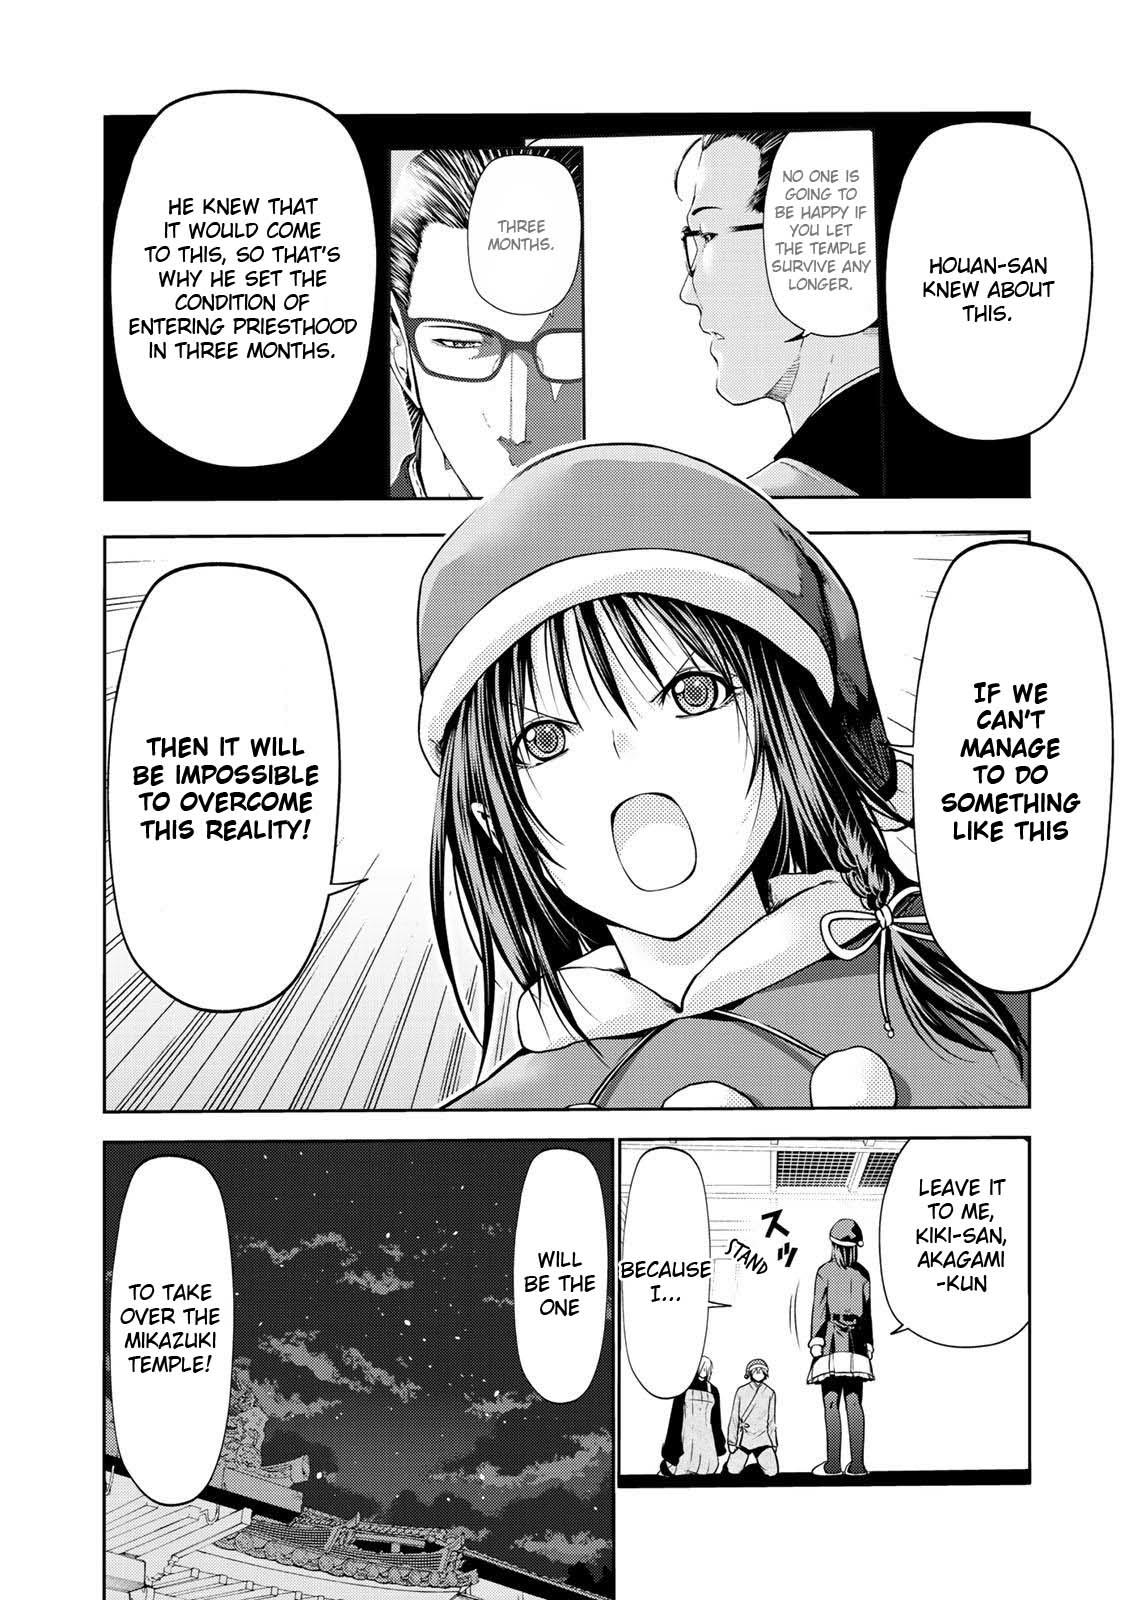 HOUAN-SAN
KNEW ABOUT
THIS.
NO ONE IS
GOING TO
BE HAPPY IF
YOU LET
THE TEMPLE
SURVIVE ANY
LONGER.
THREE
MONTHS.
HE KNEW THAT
IT WOULD COME
TO THIS, SO THAT'S
WHY HE SET THE
CONDITION OF
ENTERING PRIESTHOOD
IN THREE MONTHS.
IF WE
CAN'T
MANAGE
TO DO
SOMETHING
LIKE THIS
THEN IT WILL
BE IMPOSSIBLE
TO OVERCOME
THIS REALITY!
LEAVE IT
TO ME,
KIKI-SAN,
AKAGAMI
-KUN
スッ
STAND
BECAUSE
I...
WILL
BE THE
ONE
TO TAKE
OVER THE
MIKAZUKI
TEMPLE!